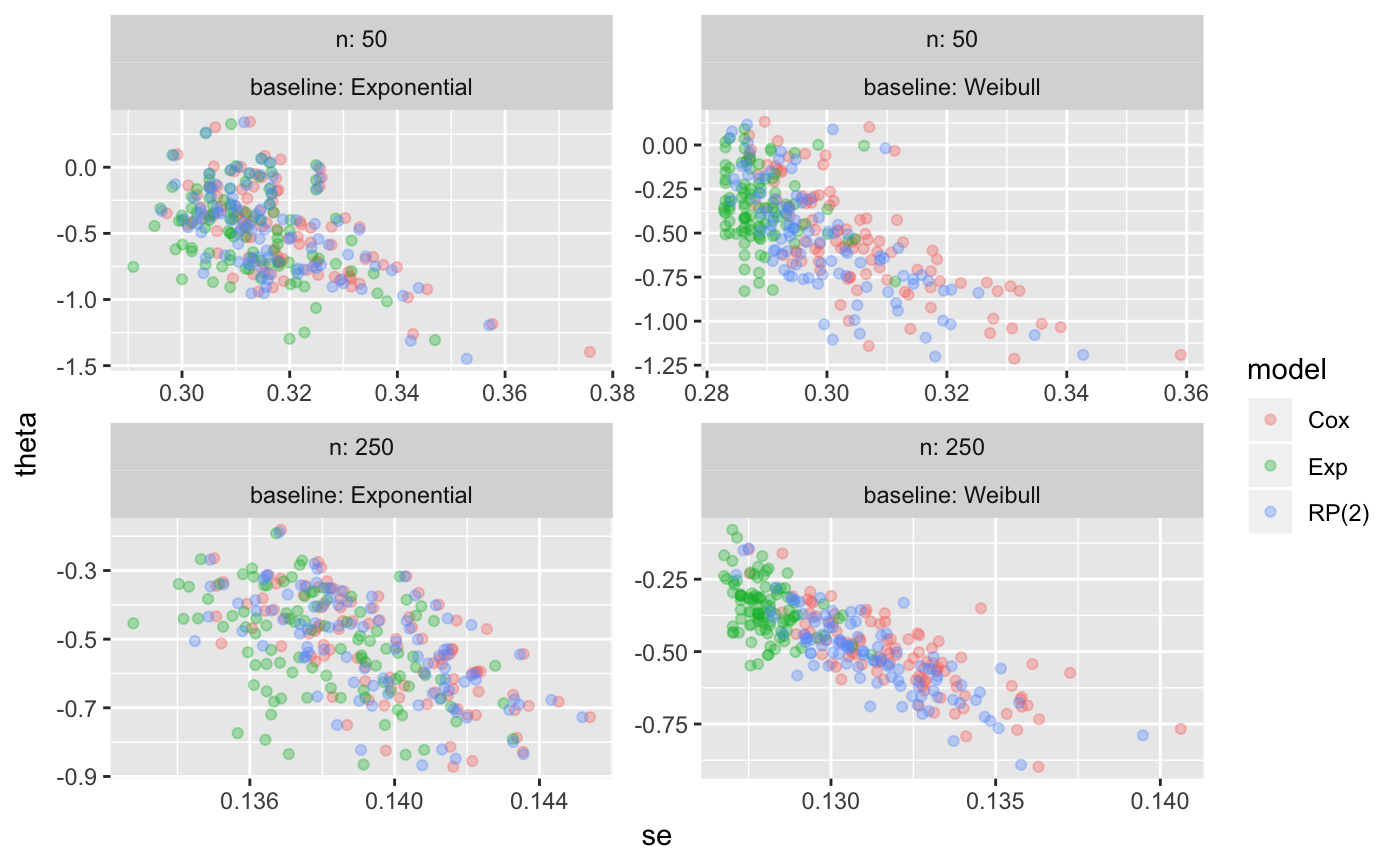 n: 50
baseline: Exponential
0.0
-0.5
-1.0
-1.5
0.30 0.32 0.34 0.36 0.38
n: 50
baseline: Weibull
0.00
-0.25
-0.50
-0.75
-1.00
-1.25
0.28 0.30 0.32 0.34 0.36
theta
n: 250
baseline: Exponential
-0.3
-0.5
-0.7
-0.9
0.136 0.140 0.144
n: 250
baseline: Weibull
-0.25
-0.50
-0.75
0.130 0.135 0.140
se
model
Cox
Exp
RP(2)